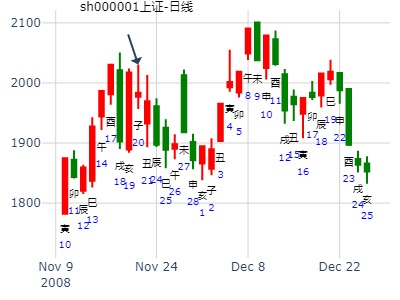 sh000001上证-日线
2100
2000
1900
1800
寅 10
卯 11
辰 12
巳 13
午 14
酉 17
戌 18
亥 19
子 20
丑 21
辰 24
巳 25
午 26
未 27
申 28
亥 1
子 2
丑 3
寅 4
卯 5
午 8
未 9
申 10
酉 11
戌 12
丑 15
寅 16
卯 17
辰 18
巳 19
申 22
酉 23
戌 24
亥 25
Nov 9
2008
Nov 24
Dec 8
Dec 22